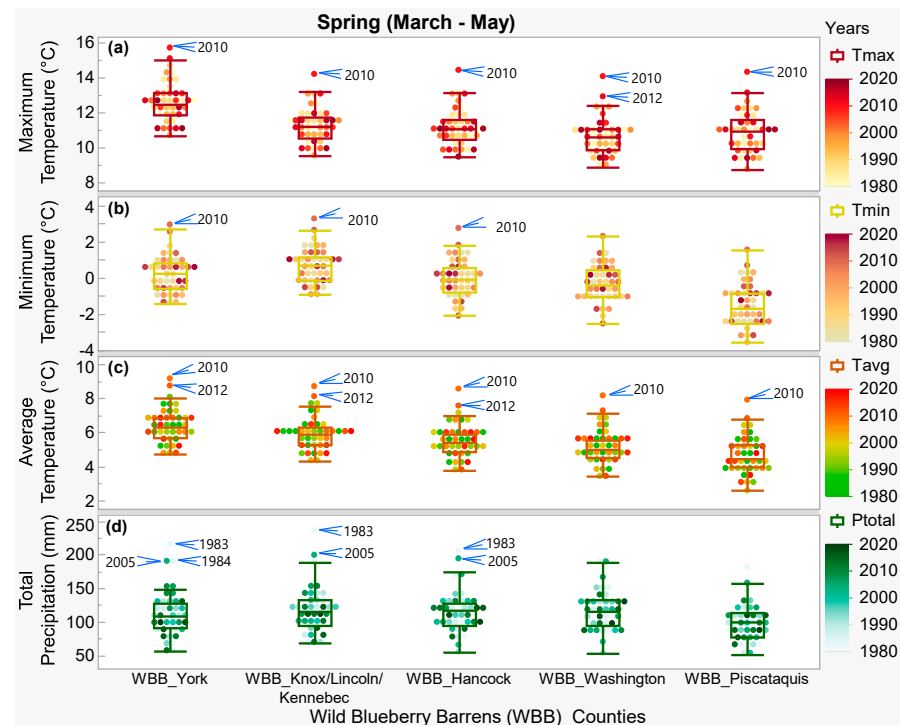 Spring (March - May)
Years
(a)
Maximum
Temperature (°C)
16
14
12
10
8
2010
2010
2010
2010
2012
2010
Tmax
2020
2010
2000
1990
1980
(b)
Minimum
Temperature (°C)
4
2
0
-2
-4
2010
2010
2010
Tmin
2020
2010
2000
1990
1980
(c)
Average
Temperature (°C)
10
8
6
4
2
2010
2012
2010
2012
2010
2012
2010
2010
Tavg
2020
2010
2000
1990
1980
(d)
Total
Precipitation (mm)
250
200
150
100
50
1983
2005
1984
1983
2005
1983
2005
Ptotal
2020
2010
2000
1990
1980
WBB_York
WBB_Knox/Lincoln/
Kennebec
WBB_Hancock
WBB_Washington
WBB_Piscataquis
Wild Blueberry Barrens (WBB) Counties